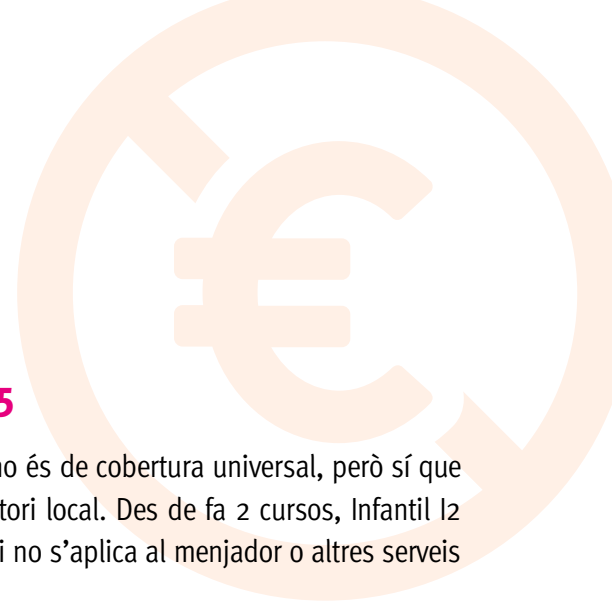 5
no és de cobertura universal, però sí que
tori local. Des de fa 2 cursos, Infantil I2
i no s’aplica al menjador o altres serveis